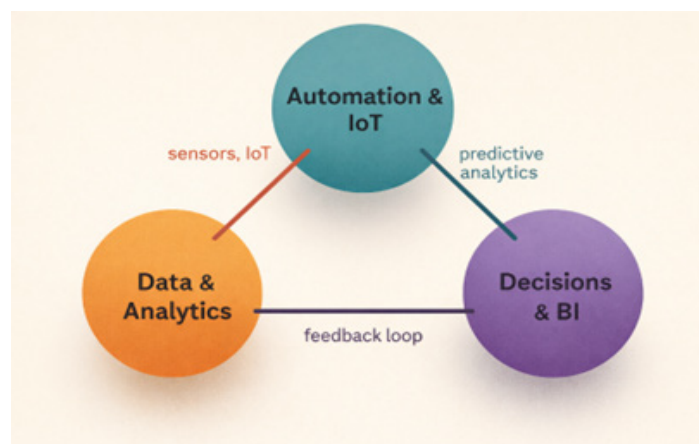 Automation &
IoT
sensors, IoT
predictive
analytics
Data &
Analytics
Decisions
& BI
feedback loop